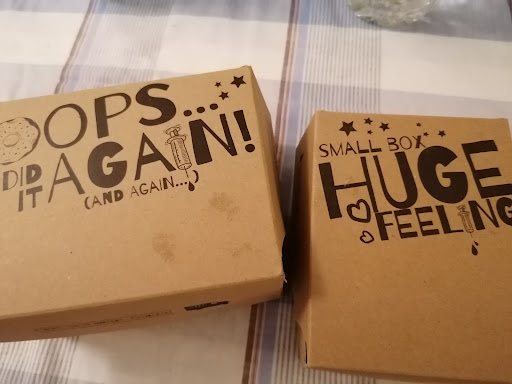 OOPS...
DID IT AGAIN!
(AND AGAIN...)
SMALL BOX
HUGE
FEELING